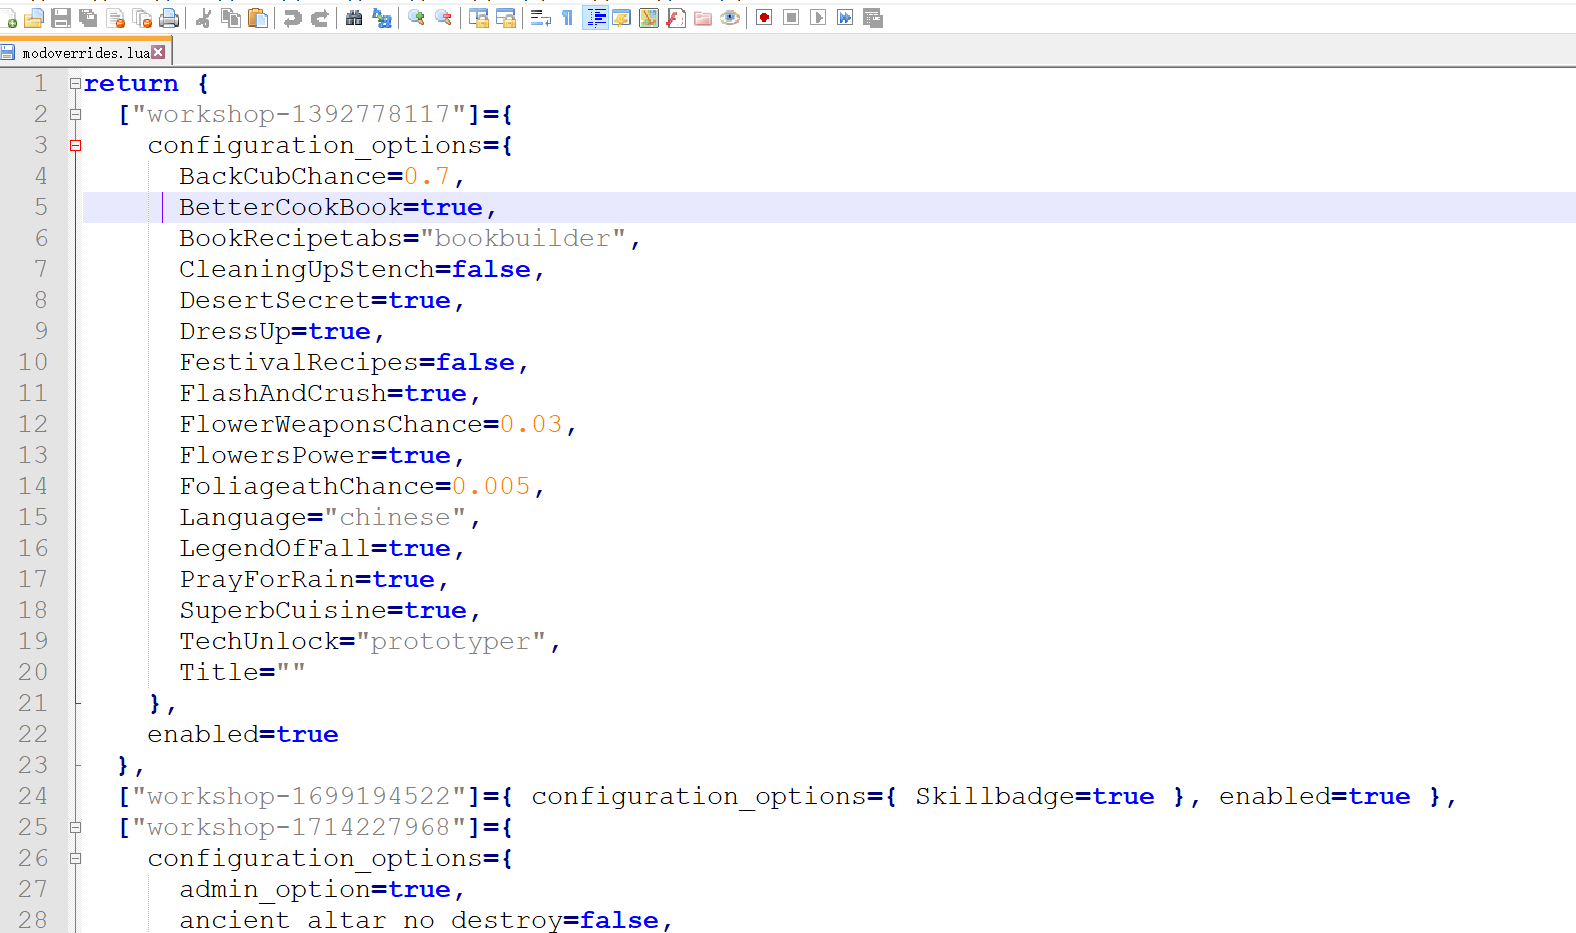 modoverrides.lua
1 return {
2 ["workshop-1392778117"]={
3 configuration_options={
4 BackCubChance=0.7,
5 BetterCookBook=true,
6 BookRecipetabs="bookbuilder",
7 CleaningUpStench=false,
8 DesertSecret=true,
9 DressUp=true,
10 FestivalRecipes=false,
11 FlashAndCrush=true,
12 FlowerWeaponsChance=0.03,
13 FlowersPower=true,
14 FoliageathChance=0.005,
15 Language="chinese",
16 LegendOfFall=true,
17 PrayForRain=true,
18 SuperbCuisine=true,
19 TechUnlock="prototyper",
20 Title=""
21 },
22 enabled=true
23 },
24 ["workshop-1699194522"]={ configuration_options={ Skillbadge=true }, enabled=true },
25 ["workshop-1714227968"]={
26 configuration_options={
27 admin_option=true,
28 ancient_altar_no_destroy=false,